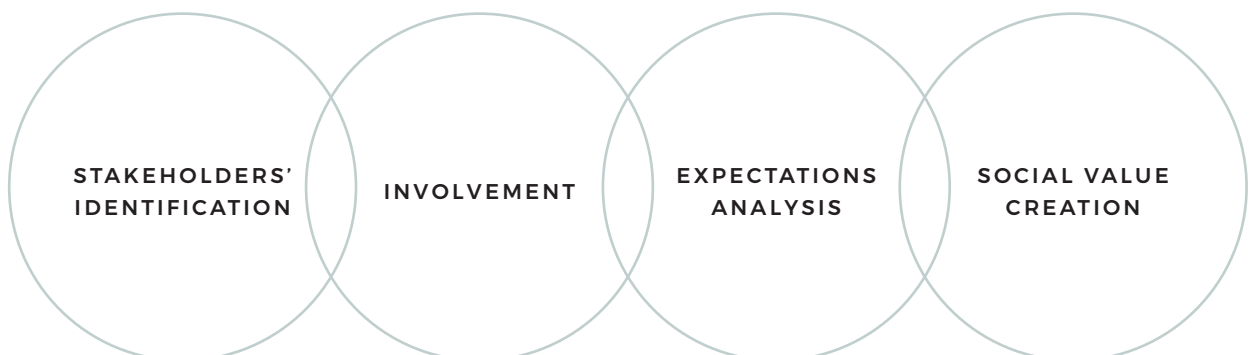 STAKEHOLDERS’
IDENTIFICATION
INVOLVEMENT
EXPECTATIONS
ANALYSIS
SOCIAL VALUE
CREATION